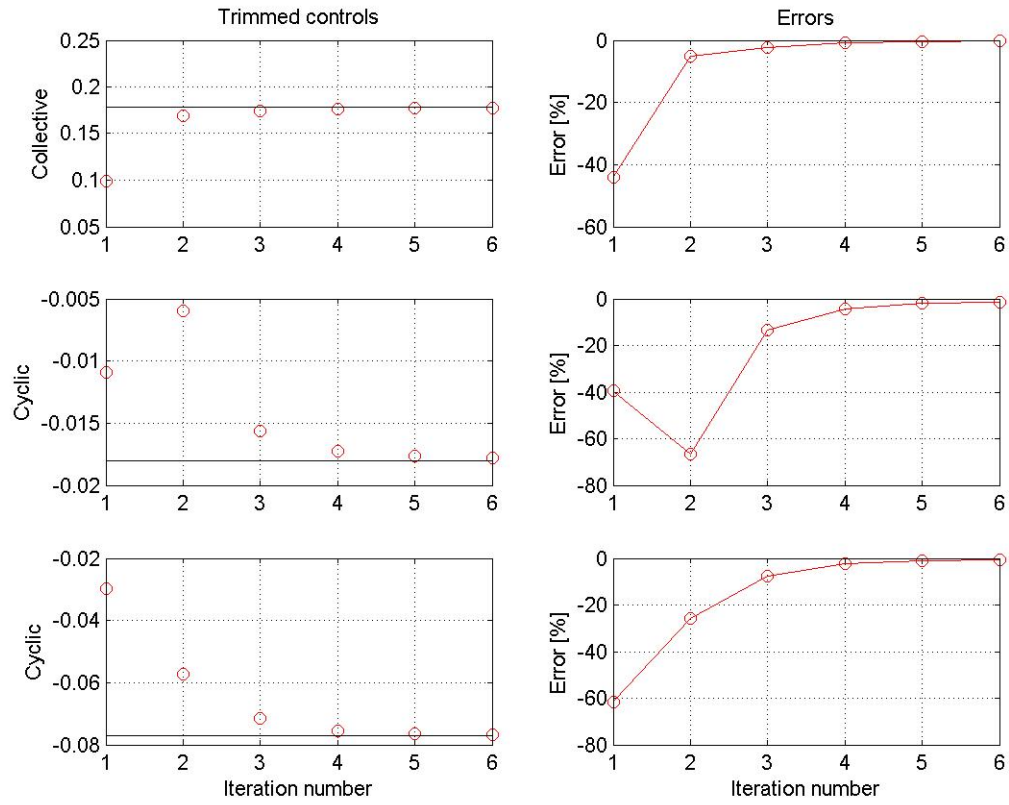 Trimmed controls
Collective
0.25
0.2
0.15
0.1
0.05
1 2 3 4 5 6
Errors
Error [%]
0
-20
-40
-60
1 2 3 4 5 6
Cyclic
-0.005
-0.01
-0.015
-0.02
1 2 3 4 5 6
Error [%]
0
-20
-40
-60
-80
1 2 3 4 5 6
Cyclic
-0.02
-0.04
-0.06
-0.08
1 2 3 4 5 6
Iteration number
Error [%]
0
-20
-40
-60
-80
1 2 3 4 5 6
Iteration number